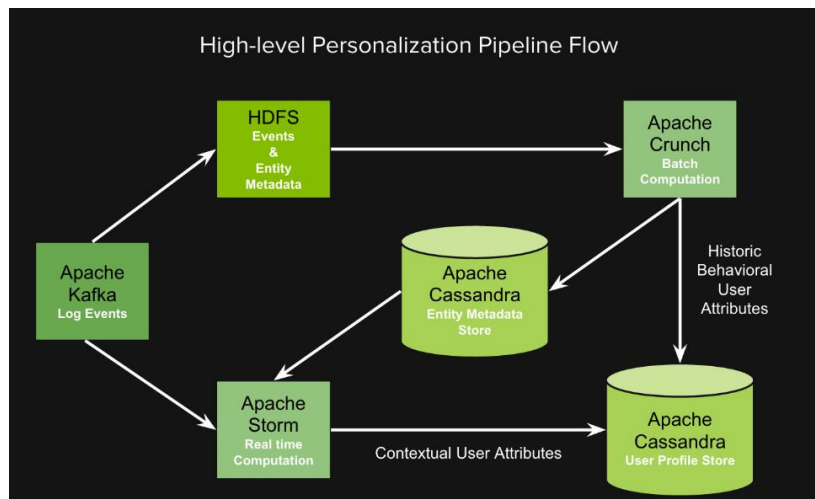 High-level Personalization Pipeline Flow
HDFS
Events
&
Entity
Metadata
Apache
Crunch
Batch
Computation
Apache
Kafka
Log Events
Apache
Cassandra
Entity Metadata
Store
Historic
Behavioral
User
Attributes
Apache
Storm
Real time
Computation
Contextual User Attributes
Apache
Cassandra
User Profile Store